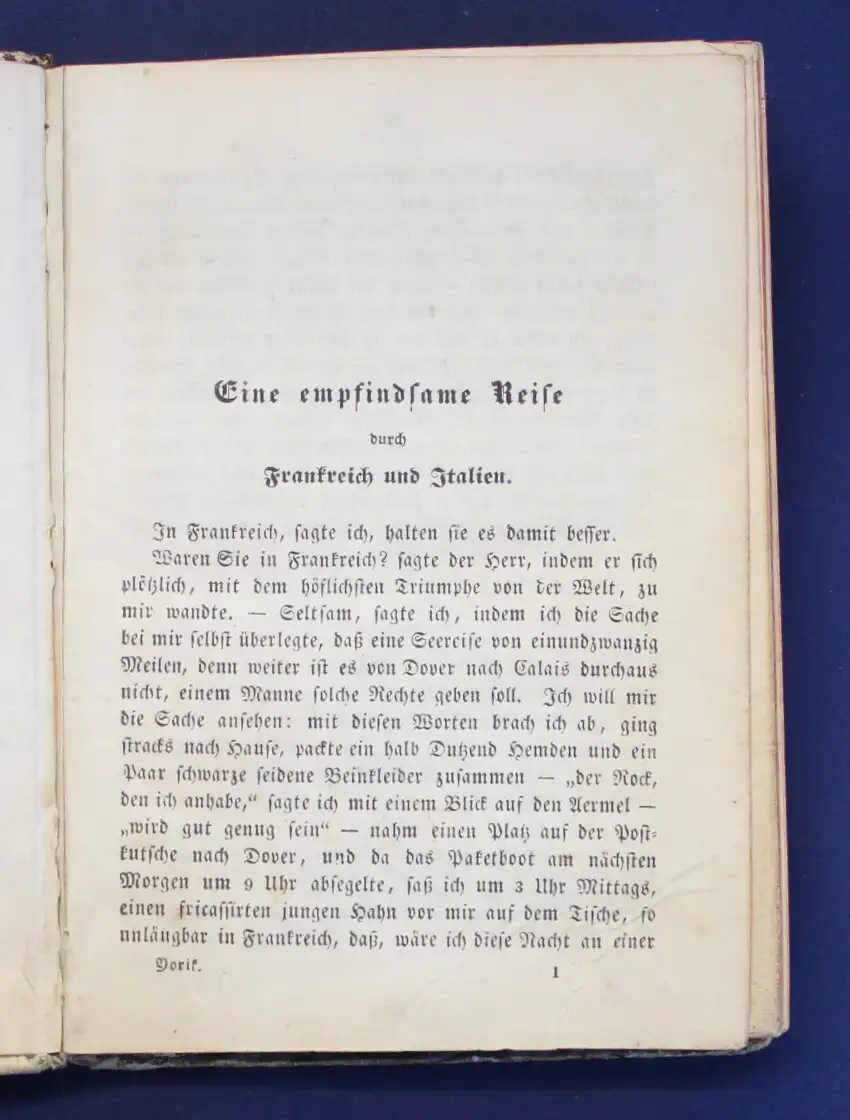 Eine empfindſame Reiſe
durch
Frankreich und Italien.
In Frankreich, ſagte ich, halten ſie es damit beſſer.
Waren Sie in Frankreich? ſagte der Herr, indem er ſich
plötzlich, mit dem höflichſten Triumphe von der Welt, zu
mir wandte. — Seltſam, ſagte ich, indem ich die Sache
bei mir ſelbſt überlegte, daß eine Seereiſe von einundzwanzig
Meilen, denn weiter iſt es von Dover nach Calais durchaus
nicht, einem Manne ſolche Rechte geben ſoll. Ich will mir
die Sache anſehen: mit dieſen Worten brach ich ab, ging
ſtracks nach Hauſe, packte ein halb Dutzend Hemden und ein
Paar ſchwarze ſeidene Beinkleider zuſammen — „der Rock,
den ich anhabe,“ ſagte ich mit einem Blick auf den Aermel —
„wird gut genug ſein“ — nahm einen Platz auf der Poſt-
kutſche nach Dover, und da das Paketboot am nächſten
Morgen um 9 Uhr abſegelte, ſaß ich um 3 Uhr Mittags,
einen fricaſſirten jungen Hahn vor mir auf dem Tiſche, ſo
unläugbar in Frankreich, daß, wäre ich dieſe Nacht an einer
Yorik. 1